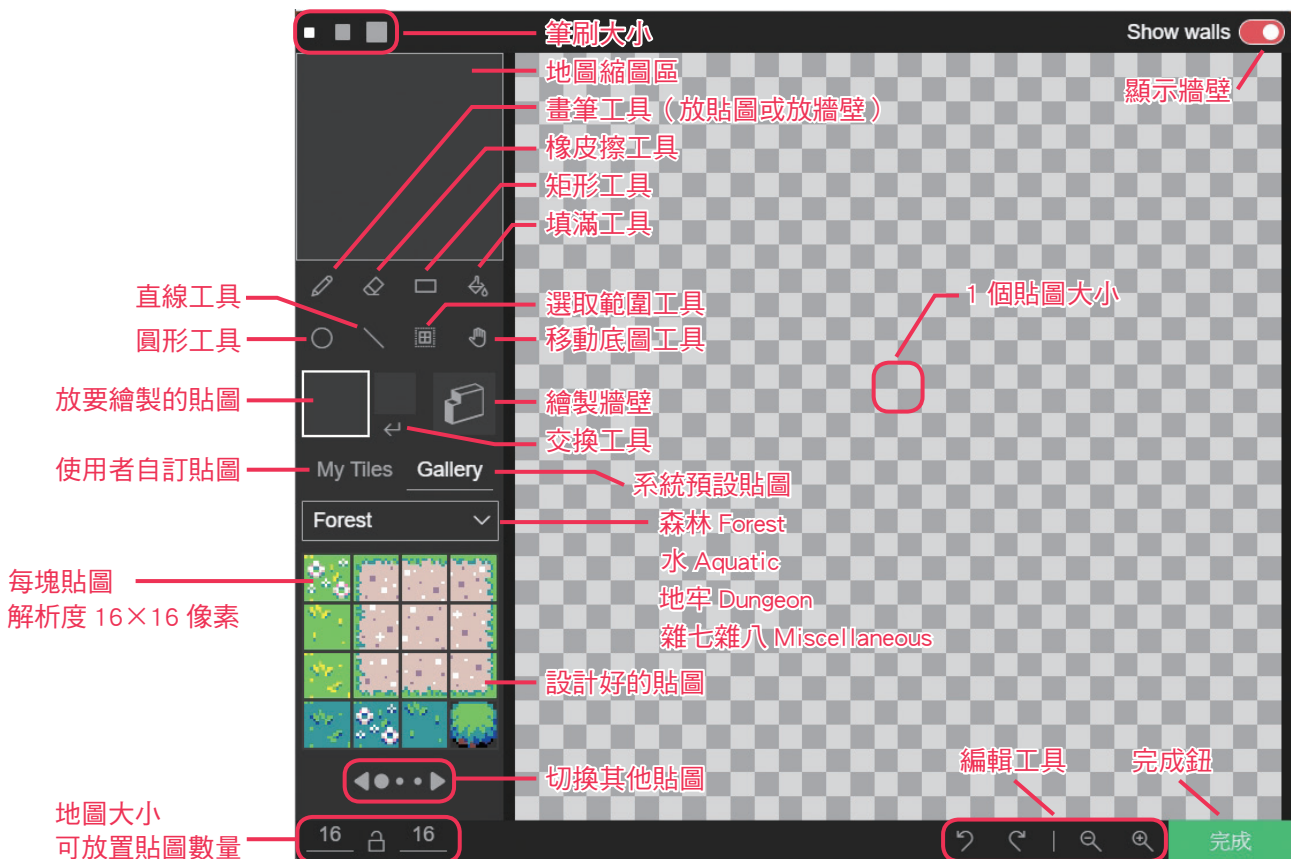 筆刷大小
Show walls
地圖縮圖區
顯示牆壁
畫筆工具（放貼圖或放牆壁）
橡皮擦工具
矩形工具
填滿工具
直線工具
選取範圍工具
1 個貼圖大小
圓形工具
移動底圖工具
放要繪製的貼圖
繪製牆壁
交換工具
使用者自訂貼圖
My Tiles
Gallery
系統預設貼圖
Forest
森林 Forest
水 Aquatic
每塊貼圖
解析度 16×16 像素
地牢 Dungeon
雜七雜八 Miscellaneous
設計好的貼圖
切換其他貼圖
編輯工具
完成鈕
地圖大小
可放置貼圖數量
16
16
完成